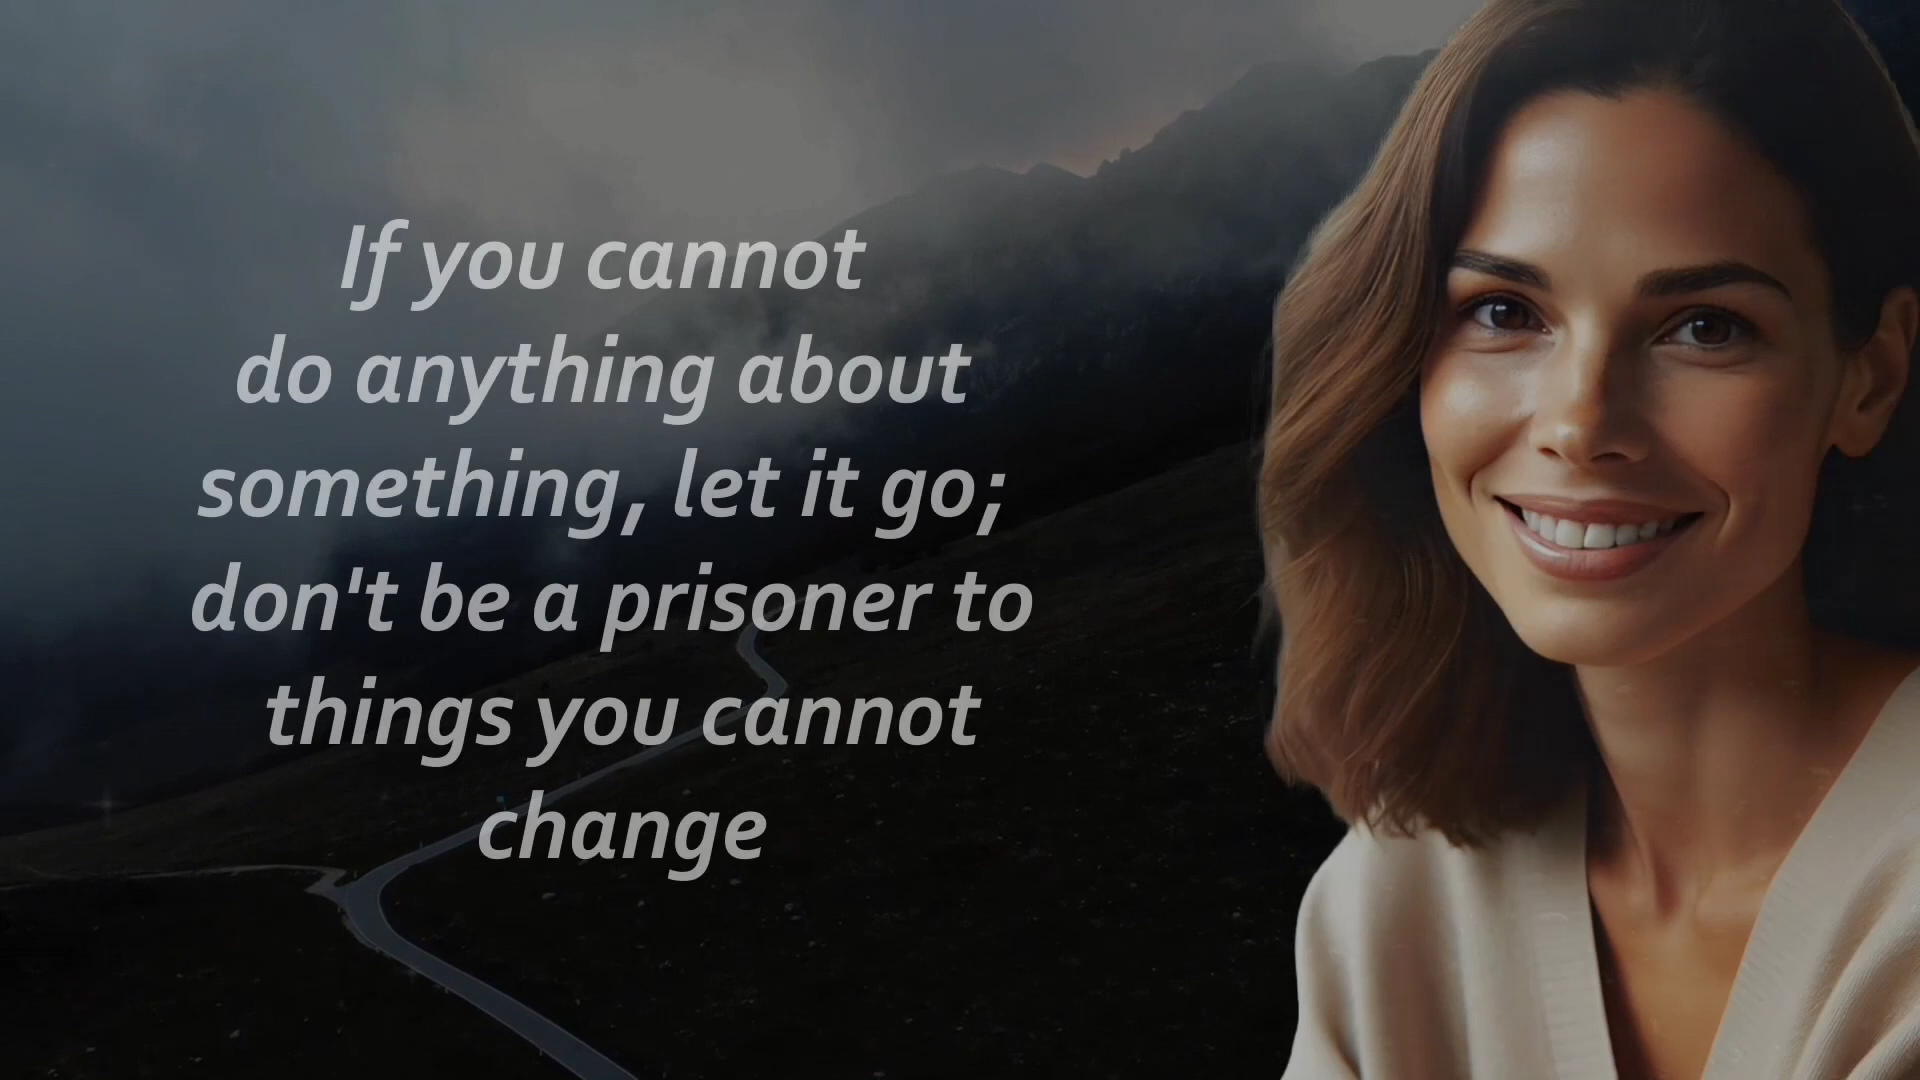 If you cannot
do anything about
something, let it go;
don't be a prisoner to
things you cannot
change